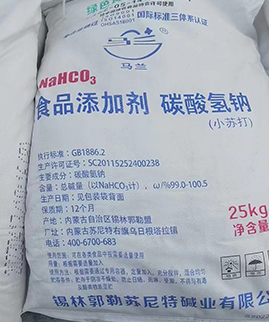 国际标准三体系认证
ISO14001
OHSAS18001
马兰
NaHCO3
食品添加剂 碳酸氢钠
(小苏打)
执行标准：GB1886.2
生产许可证号：SC20115252400238
主要成分：碳酸氢钠
含量：总碱量（以NaHCO₃计），ω/%99.0-100.5
生产日期：见包装袋背面
保质期：12个月
产地：内蒙古自治区锡林郭勒盟
地址：内蒙古苏尼特右旗乌日根塔拉镇
电话：400-6700-683
25kg
净含量
锡林郭勒苏尼特碱业有限公